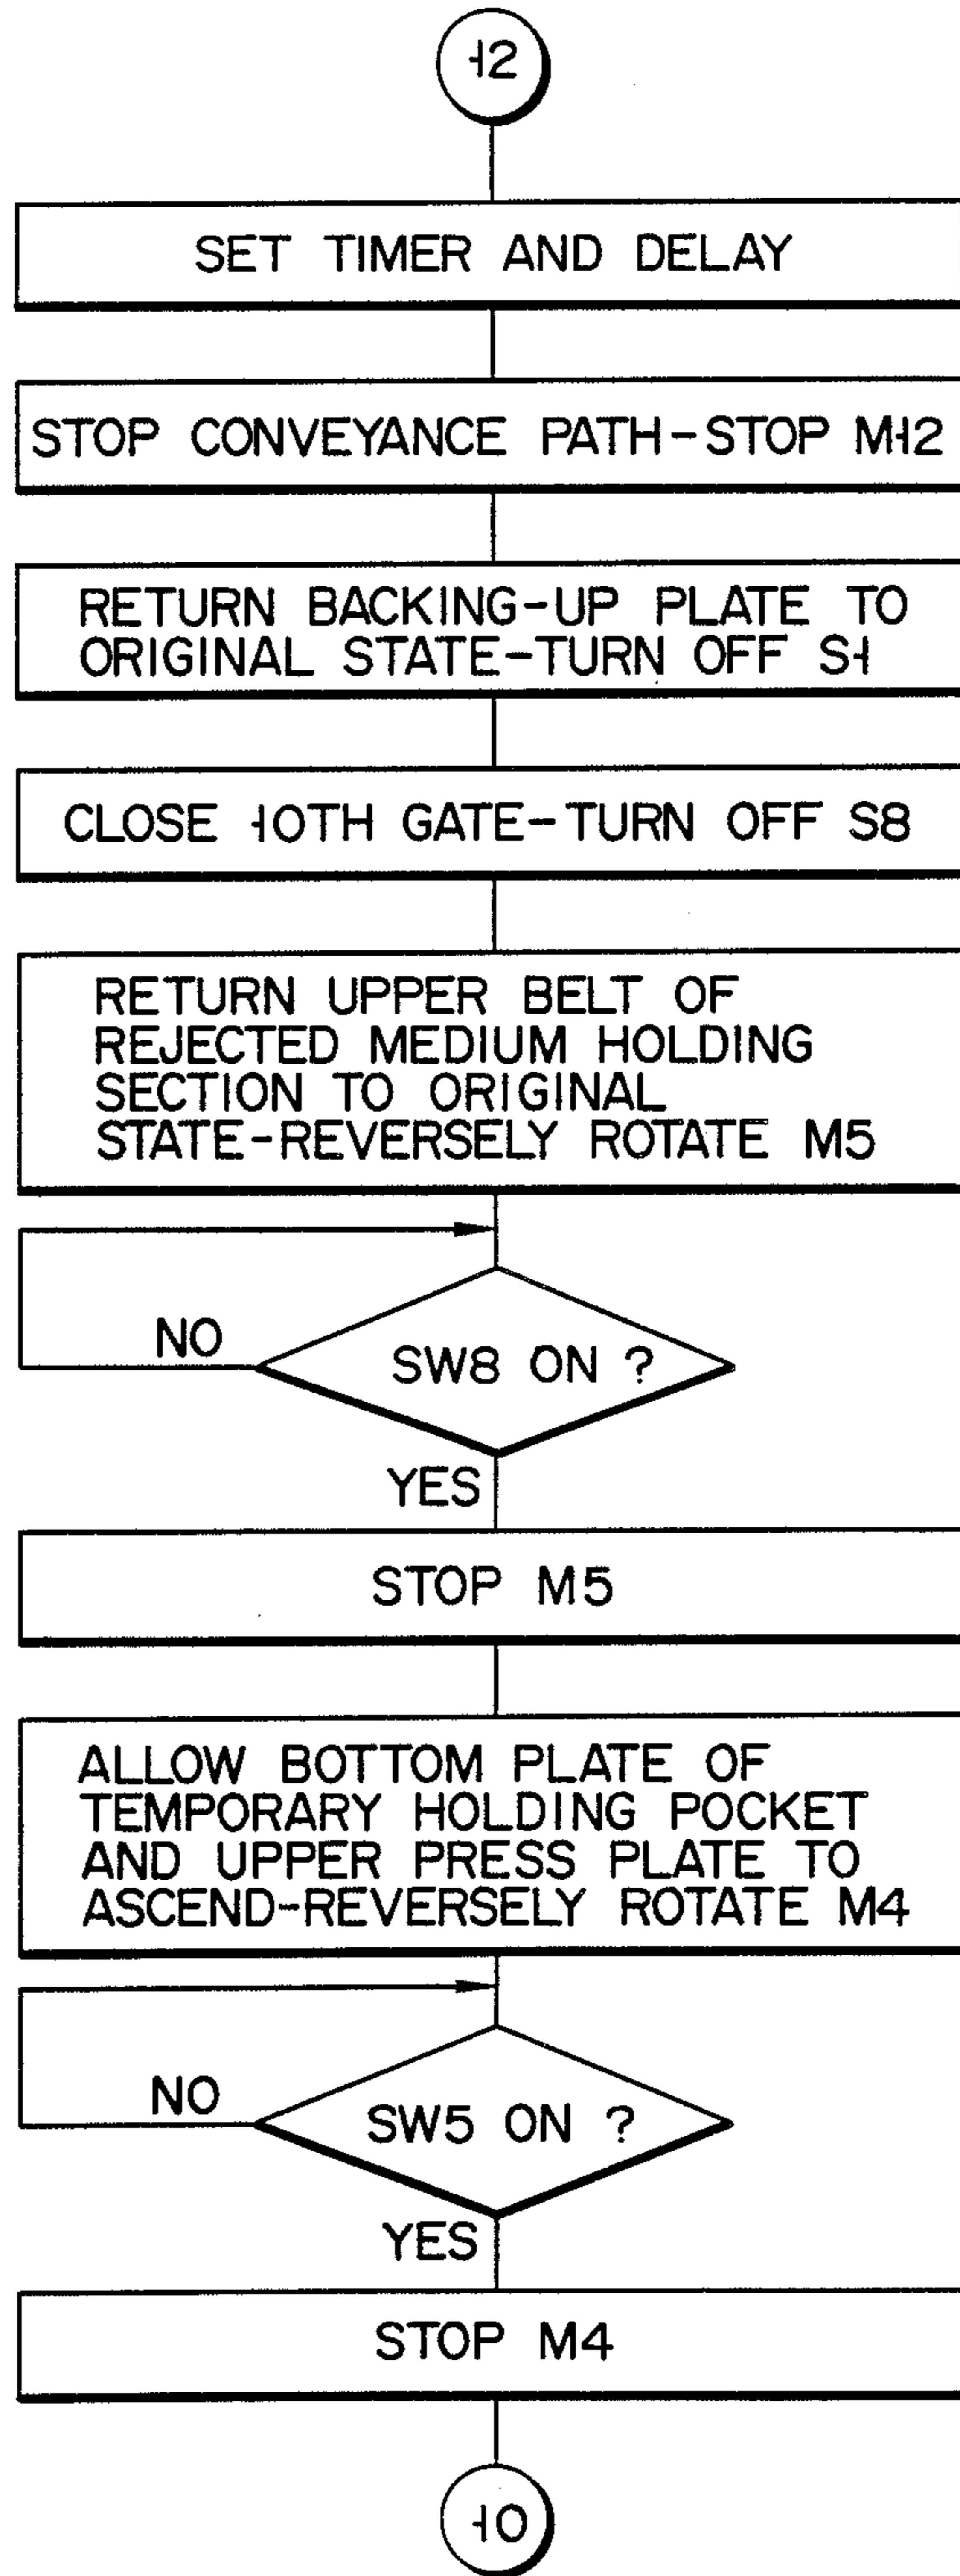 12
SET TIMER AND DELAY
STOP CONVEYANCE PATH-STOP M12
RETURN BACKING-UP PLATE TO
ORIGINAL STATE-TURN OFF S1
CLOSE 10TH GATE-TURN OFF S8
RETURN UPPER BELT OF
REJECTED MEDIUM HOLDING
SECTION TO ORIGINAL
STATE-REVERSELY ROTATE M5
NO
SW8 ON ?
YES
STOP M5
ALLOW BOTTOM PLATE OF
TEMPORARY HOLDING POCKET
AND UPPER PRESS PLATE TO
ASCEND-REVERSELY ROTATE M4
NO
SW5 ON ?
YES
STOP M4
10